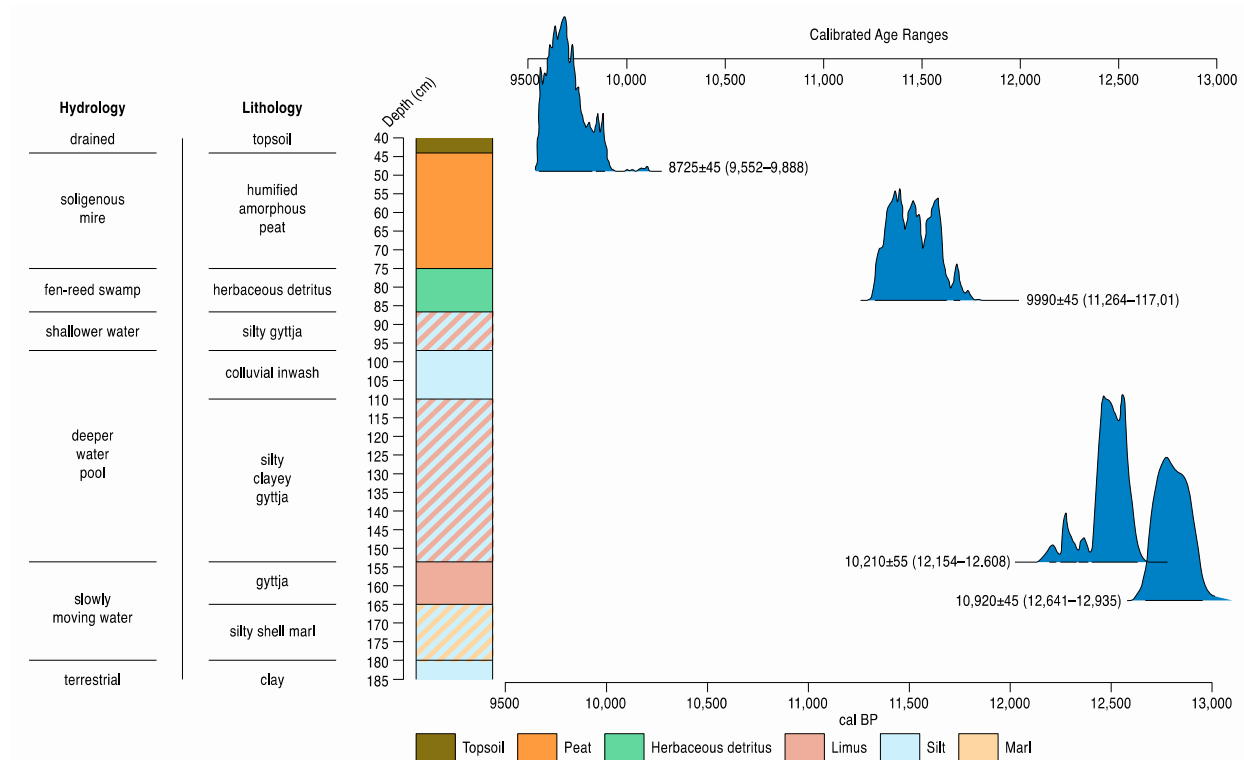 Calibrated Age Ranges
9500 10,000 10,500 11,000 11,500 12,000 12,500 13,000
Hydrology
Lithology
Depth (cm)
drained
topsoil
soligenous
mire
humified
amorphous
peat
fen-reed swamp
herbaceous detritus
shallower water
silty gyttja
colluvial inwash
deeper
water
pool
silty
clayey
gyttja
slowly
moving water
gyttja
silty shell marl
terrestrial
clay
40
45
50
55
60
65
70
75
80
85
90
95
100
105
110
115
120
125
130
135
140
145
150
155
160
165
170
175
180
185
8725±45 (9,552–9,888)
9990±45 (11,264–117,01)
10,210±55 (12,154–12.608)
10,920±45 (12,641–12,935)
9500 10,000 10,500 11,000 11,500 12,000 12,500 13,000
cal BP
Topsoil Peat Herbaceous detritus Limus Silt Marl